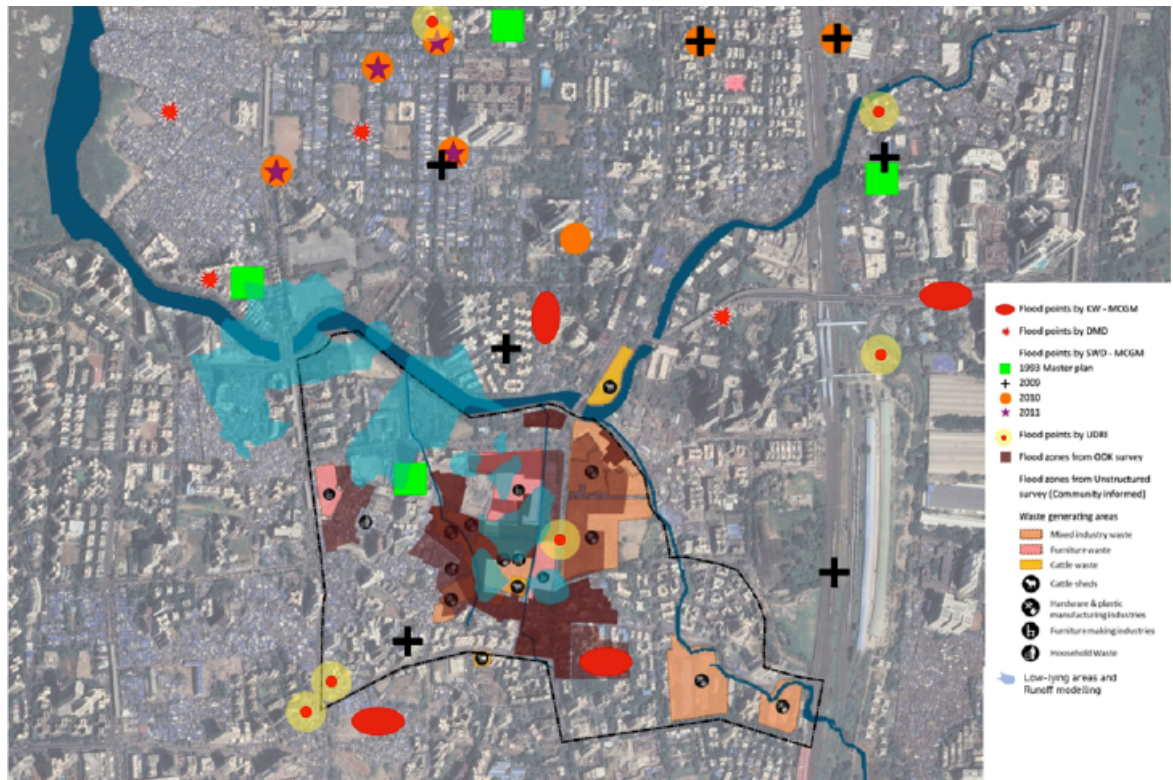 Flood points by KW - MCGM
Flood points by DMD
Flood points by SWD - MCGM
1993 Master plan
2009
2010
2011
Flood points by UDRI
Flood zones from ODK survey
Flood zones from Unstructured
survey (Community informed)
Waste generating areas
Mixed industry waste
Furniture waste
Cattle waste
Cattle sheds
Hardware & plastic
manufacturing industries
Furniture making industries
Household Waste
Low-lying areas and
Runoff modelling